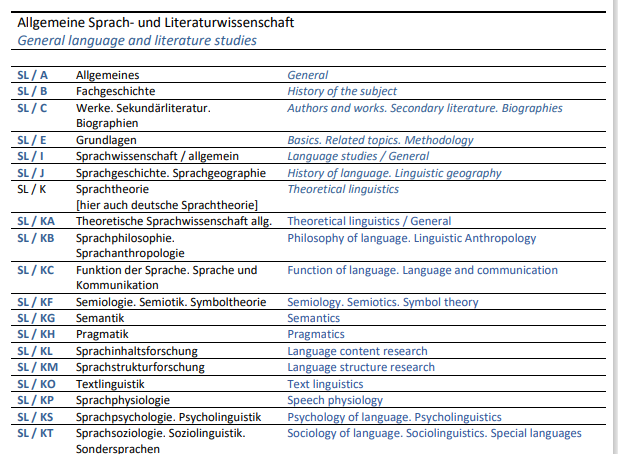 Allgemeine Sprach- und Literaturwissenschaft
General language and literature studies
SL / A Allgemeines General
SL / B Fachgeschichte History of the subject
SL / C Werke. Sekundärliteratur. Authors and works. Secondary literature. Biographies
Biographien
SL / E Grundlagen Basics. Related topics. Methodology
SL / I Sprachwissenschaft / allgemein Language studies / General
SL / J Sprachgeschichte. Sprachgeographie History of language. Linguistic geography
SL / K Sprachtheorie Theoretical linguistics
[hier auch deutsche Sprachtheorie]
SL / KA Theoretische Sprachwissenschaft allg. Theoretical linguistics / General
SL / KB Sprachphilosophie. Philosophy of language. Linguistic Anthropology
Sprachanthropologie
SL / KC Funktion der Sprache. Sprache und Function of language. Language and communication
Kommunikation
SL / KF Semiologie. Semiotik. Symboltheorie Semiology. Semiotics. Symbol theory
SL / KG Semantik Semantics
SL / KH Pragmatik Pragmatics
SL / KL Sprachinhaltsforschung Language content research
SL / KM Sprachstrukturforschung Language structure research
SL / KO Textlinguistik Text linguistics
SL / KP Sprachphysiologie Speech physiology
SL / KS Sprachpsychologie. Psycholinguistik Psychology of language. Psycholinguistics
SL / KT Sprachsoziologie. Soziolinguistik. Sociology of language. Sociolinguistics. Special languages
Sondersprachen